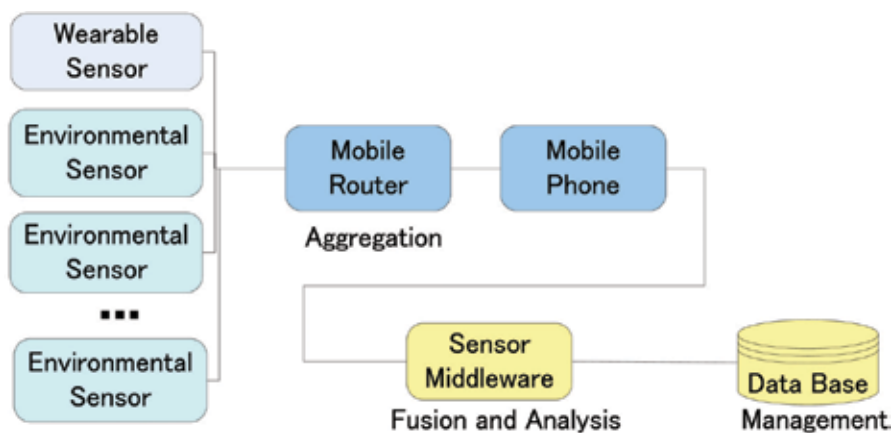 Wearable
Sensor
Environmental
Sensor
Environmental
Sensor
...
Environmental
Sensor
Mobile
Router
Aggregation
Mobile
Phone
Sensor
Middleware
Fusion and Analysis
Data Base
Management.